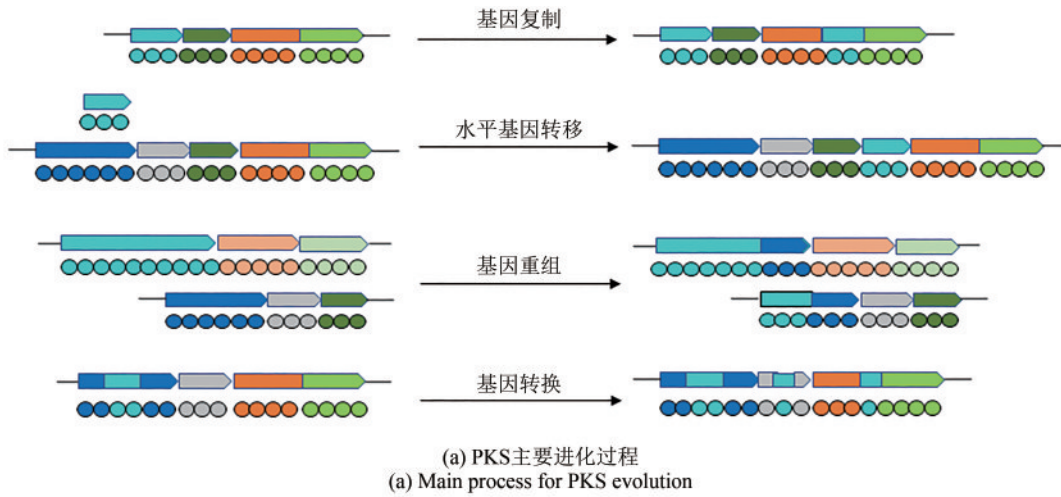 基因复制
水平基因转移
基因重组
基因转换
(a) PKS主要进化过程
(a) Main process for PKS evolution